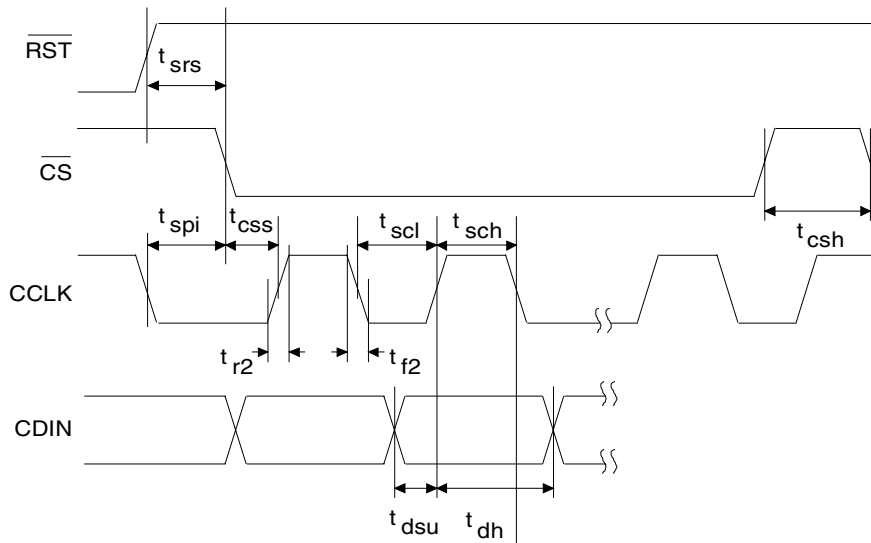 RST
t srs
CS
t spi
t css
t scl
t sch
t csh
CCLK
t r2
t f2
CDIN
t dsu
t dh